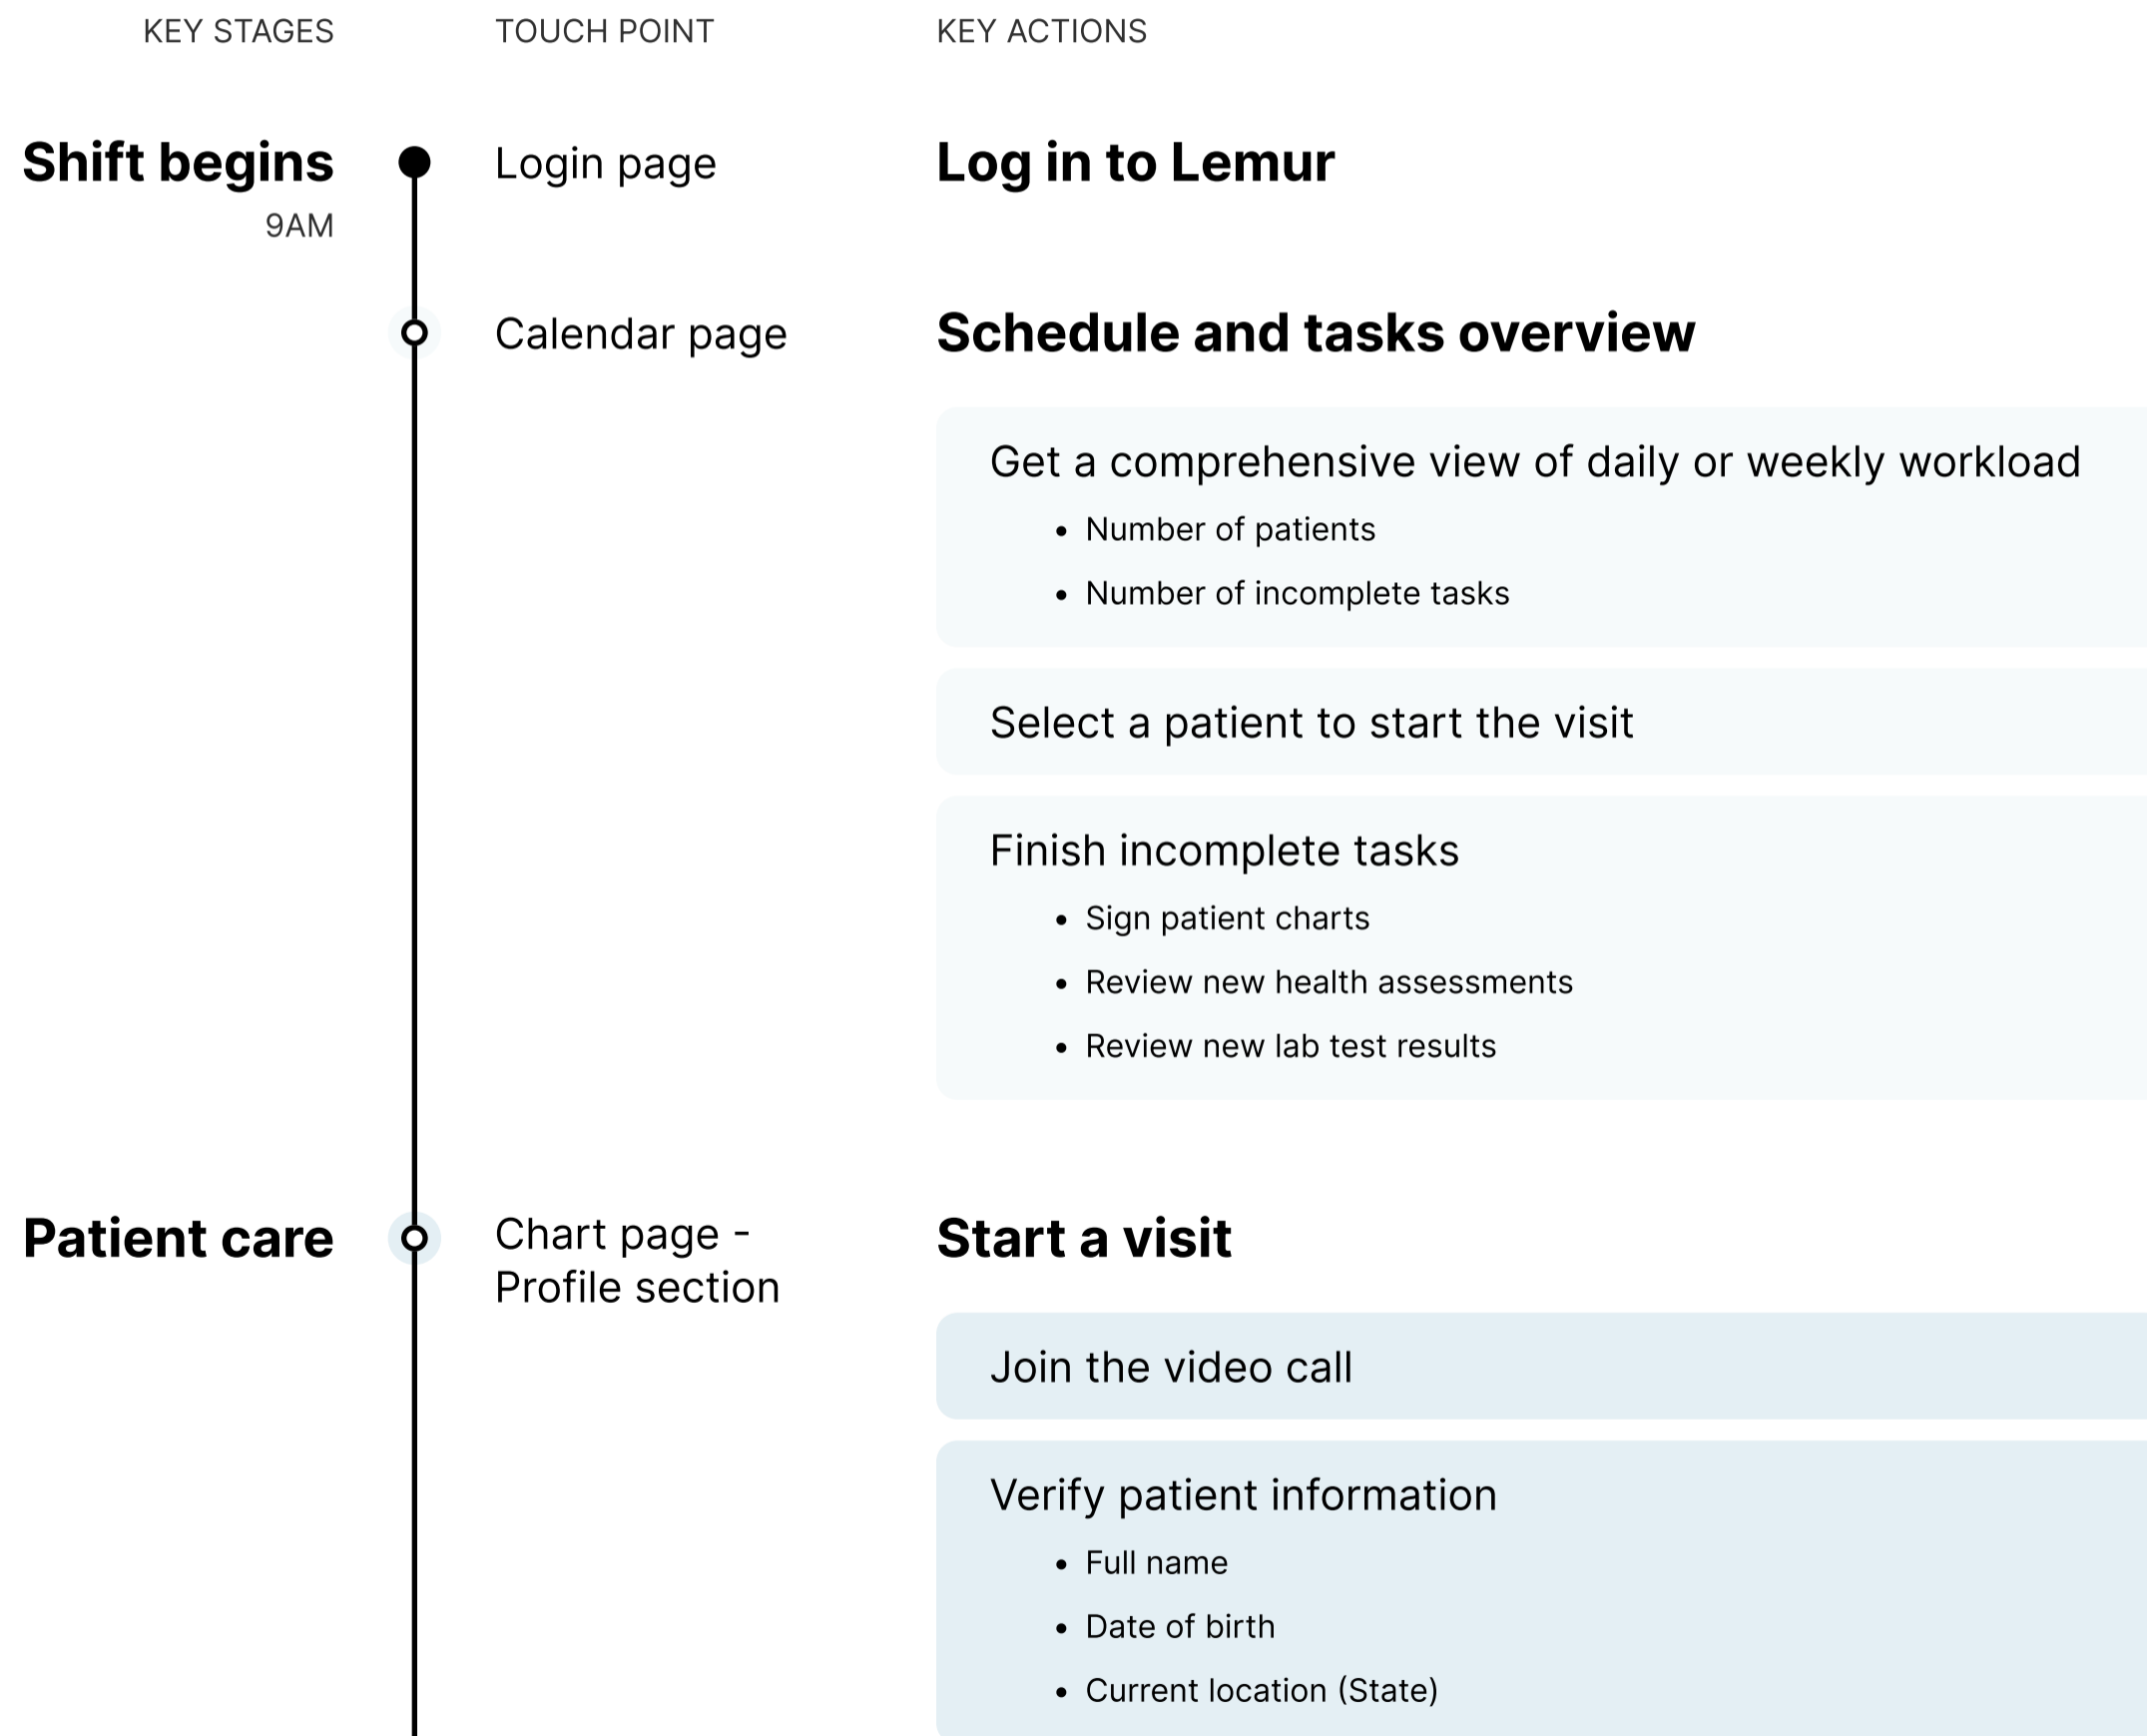 KEY STAGES
TOUCH POINT
KEY ACTIONS
Shift begins
9AM
Login page
Log in to Lemur
Calendar page
Schedule and tasks overview
Get a comprehensive view of daily or weekly workload
• Number of patients
• Number of incomplete tasks
Select a patient to start the visit
Finish incomplete tasks
• Sign patient charts
• Review new health assessments
• Review new lab test results
Patient care
Chart page -
Profile section
Start a visit
Join the video call
Verify patient information
• Full name
• Date of birth
• Current location (State)